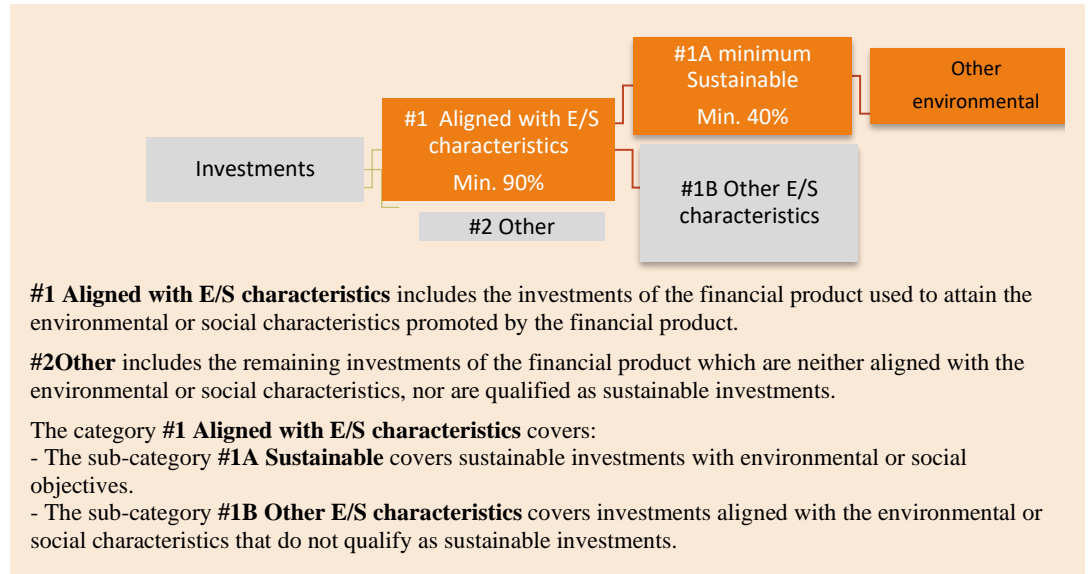 #1A minimum
Sustainable
Min. 40%
Other
environmental
#1 Aligned with E/S
characteristics
Min. 90%
Investments
#1B Other E/S
characteristics
#2 Other
#1 Aligned with E/S characteristics includes the investments of the financial product used to attain the
environmental or social characteristics promoted by the financial product.
#2Other includes the remaining investments of the financial product which are neither aligned with the
environmental or social characteristics, nor are qualified as sustainable investments.
The category #1 Aligned with E/S characteristics covers:
- The sub-category #1A Sustainable covers sustainable investments with environmental or social
objectives.
- The sub-category #1B Other E/S characteristics covers investments aligned with the environmental or
social characteristics that do not qualify as sustainable investments.